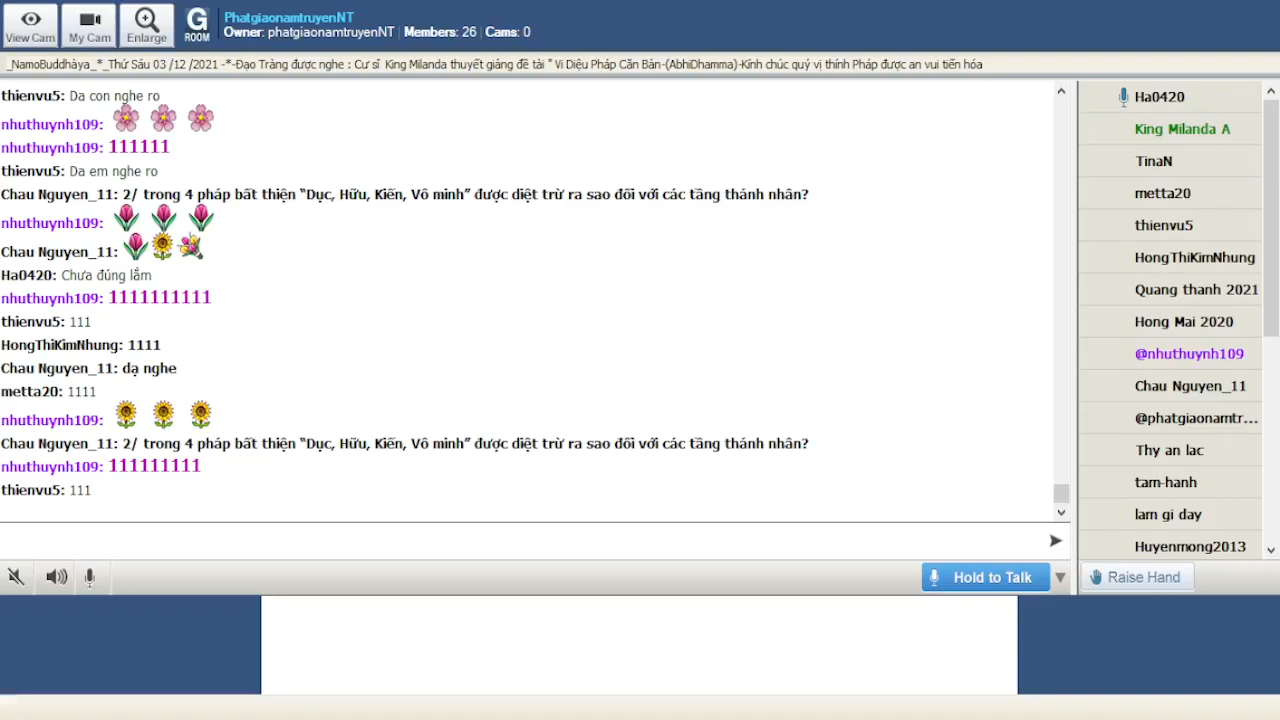 View Cam
My Cam
Enlarge
G
ROOM
PhatgiaonamtruyenNT
Owner: phatgiaonamtruyenNT | Members: 26 | Cams: 0
_NamoBuddhàya_*_Thứ Sáu 03 /12 /2021 -*-Đạo Tràng được nghe : Cư sĩ King Milanda thuyết giảng đề tài " Vi Diệu Pháp Căn Bản-(AbhiDhamma)-Kính chúc quý vị thính Pháp được an vui tiến hóa
thienvu5: Da con nghe ro
nhuthuynh109:
nhuthuynh109: 111111
thienvu5: Da em nghe ro
Chau Nguyen_11: 2/ trong 4 pháp bất thiện “Dục, Hữu, Kiến, Vô minh” được diệt trừ ra sao đối với các tầng thánh nhân?
nhuthuynh109:
Chau Nguyen_11:
Ha0420: Chưa đúng lắm
nhuthuynh109: 1111111111
thienvu5: 111
HongThiKimNhung: 1111
Chau Nguyen_11: dạ nghe
metta20: 1111
nhuthuynh109:
Chau Nguyen_11: 2/ trong 4 pháp bất thiện “Dục, Hữu, Kiến, Vô minh” được diệt trừ ra sao đối với các tầng thánh nhân?
nhuthuynh109: 111111111
thienvu5: 111
Hold to Talk
Ha0420
King Milanda A
TinaN
metta20
thienvu5
HongThiKimNhung
Quang thanh 2021
Hong Mai 2020
@nhuthuynh109
Chau Nguyen_11
@phatgiaonamtr...
Thy an lac
tam-hanh
lam gi day
Huyenmong2013
Raise Hand